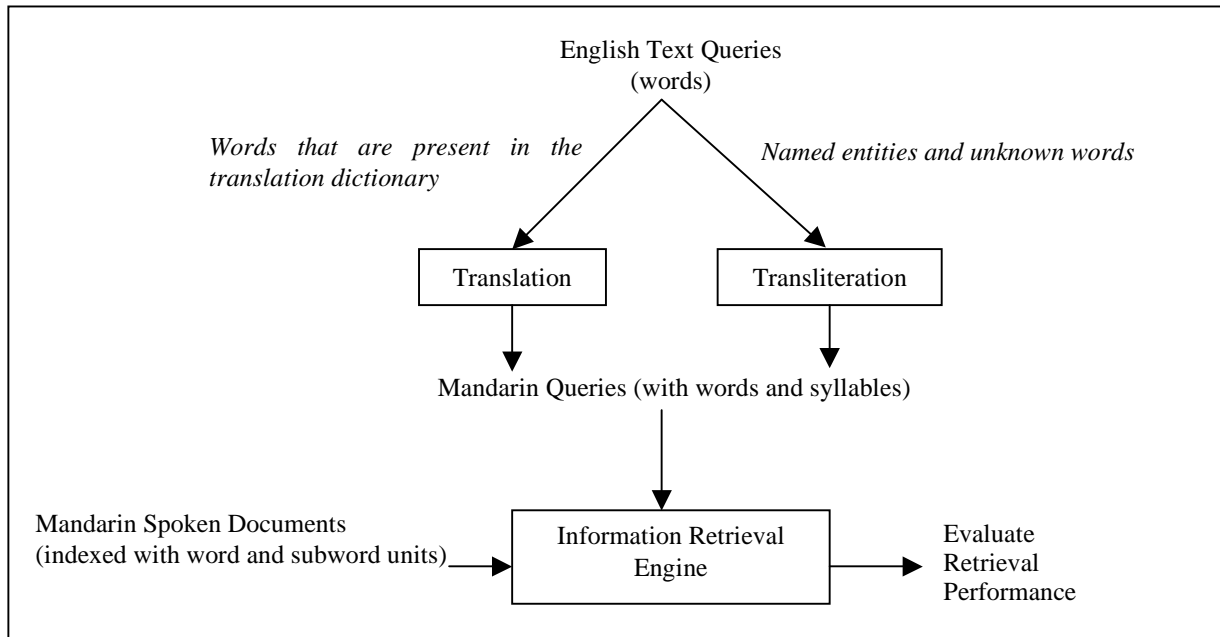 English Text Queries
(words)
Words that are present in the
translation dictionary
Named entities and unknown words
Translation
Transliteration
Mandarin Queries (with words and syllables)
Mandarin Spoken Documents
(indexed with word and subword units)
Information Retrieval
Engine
Evaluate
Retrieval
Performance